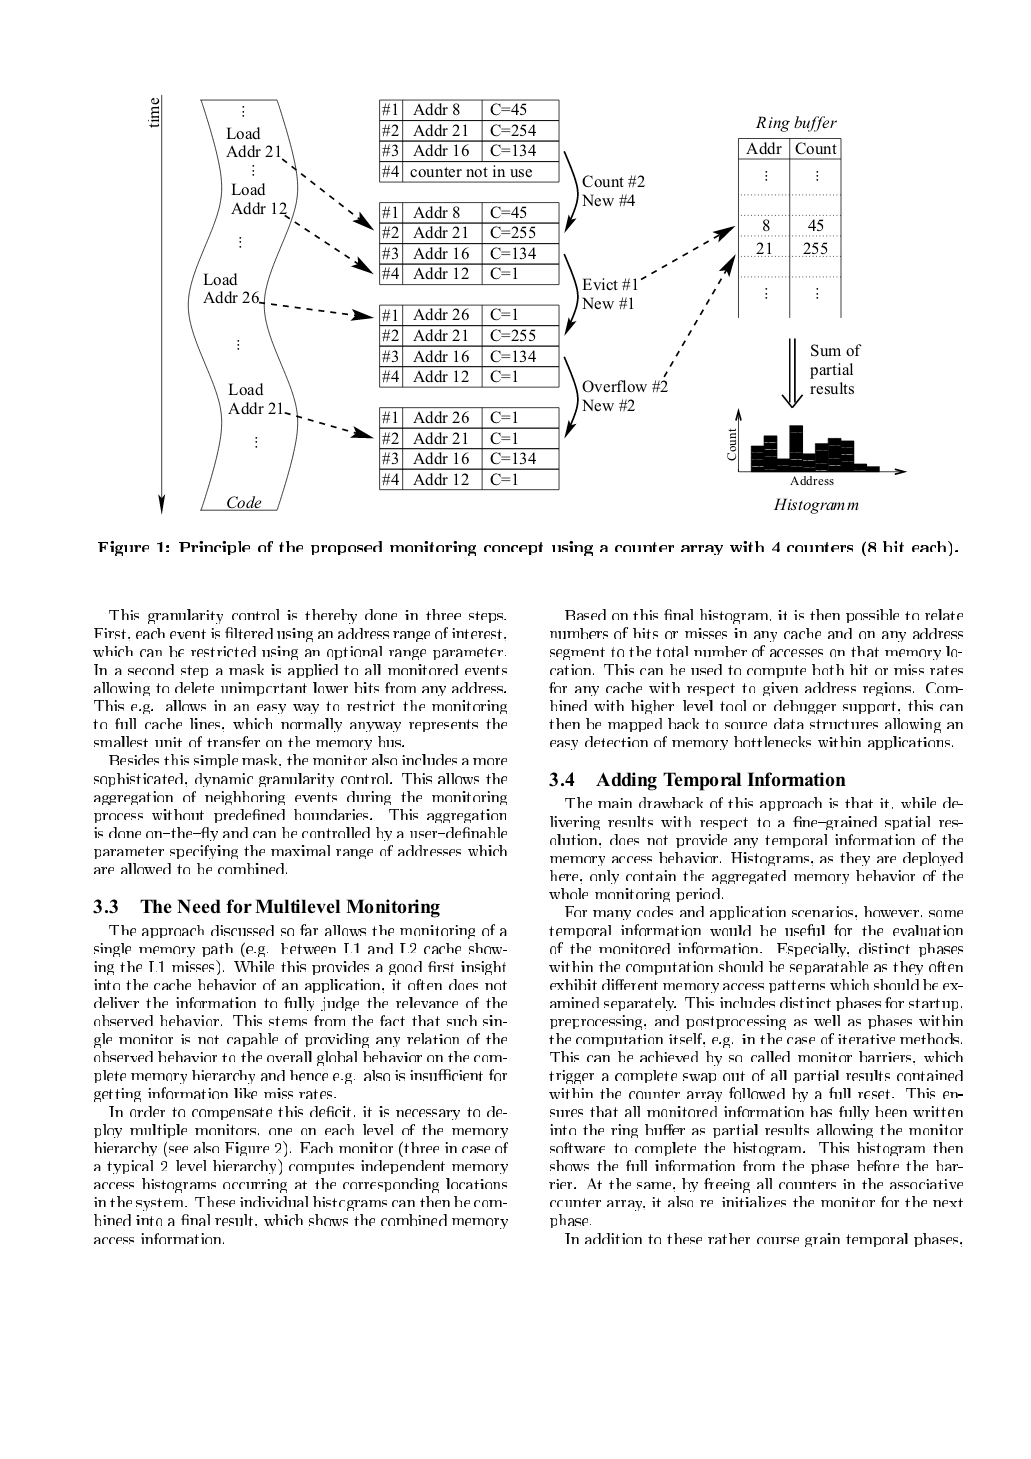 time
⋮
Load
Addr 21
⋮
Load
Addr 12
⋮
Load
Addr 26
⋮
Load
Addr 21
⋮
Code
#1 Addr 8 C=45
#2 Addr 21 C=254
#3 Addr 16 C=134
#4 counter not in use
Count #2
New #4
#1 Addr 8 C=45
#2 Addr 21 C=255
#3 Addr 16 C=134
#4 Addr 12 C=1
Evict #1
New #1
#1 Addr 26 C=1
#2 Addr 21 C=255
#3 Addr 16 C=134
#4 Addr 12 C=1
Overflow #2
New #2
#1 Addr 26 C=1
#2 Addr 21 C=1
#3 Addr 16 C=134
#4 Addr 12 C=1
Ring buffer
Addr Count
⋮ ⋮
8 45
21 255
⋮ ⋮
Sum of
partial
results
Count
Address
Histogramm
Figure 1: Principle of the proposed monitoring concept using a counter array with 4 counters (8 bit each).
This granularity control is thereby done in three steps.
First, each event is filtered using an address range of interest,
which can be restricted using an optional range parameter.
In a second step a mask is applied to all monitored events
allowing to delete unimportant lower bits from any address.
This e.g. allows in an easy way to restrict the monitoring
to full cache lines, which normally anyway represents the
smallest unit of transfer on the memory bus.
Besides this simple mask, the monitor also includes a more
sophisticated, dynamic granularity control. This allows the
aggregation of neighboring events during the monitoring
process without predefined boundaries. This aggregation
is done on–the–fly and can be controlled by a user–definable
parameter specifying the maximal range of addresses which
are allowed to be combined.
3.3 The Need for Multilevel Monitoring
The approach discussed so far allows the monitoring of a
single memory path (e.g. between L1 and L2 cache show-
ing the L1 misses). While this provides a good first insight
into the cache behavior of an application, it often does not
deliver the information to fully judge the relevance of the
observed behavior. This stems from the fact that such sin-
gle monitor is not capable of providing any relation of the
observed behavior to the overall global behavior on the com-
plete memory hierarchy and hence e.g. also is insufficient for
getting information like miss rates.
In order to compensate this deficit, it is necessary to de-
ploy multiple monitors, one on each level of the memory
hierarchy (see also Figure 2). Each monitor (three in case of
a typical 2 level hierarchy) computes independent memory
access histograms occurring at the corresponding locations
in the system. These individual histograms can then be com-
bined into a final result, which shows the combined memory
access information.
Based on this final histogram, it is then possible to relate
numbers of hits or misses in any cache and on any address
segment to the total number of accesses on that memory lo-
cation. This can be used to compute both hit or miss rates
for any cache with respect to given address regions. Com-
bined with higher level tool or debugger support, this can
then be mapped back to source data structures allowing an
easy detection of memory bottlenecks within applications.
3.4 Adding Temporal Information
The main drawback of this approach is that it, while de-
livering results with respect to a fine–grained spatial res-
olution, does not provide any temporal information of the
memory access behavior. Histograms, as they are deployed
here, only contain the aggregated memory behavior of the
whole monitoring period.
For many codes and application scenarios, however, some
temporal information would be useful for the evaluation
of the monitored information. Especially, distinct phases
within the computation should be separatable as they often
exhibit different memory access patterns which should be ex-
amined separately. This includes distinct phases for startup,
preprocessing, and postprocessing as well as phases within
the computation itself, e.g. in the case of iterative methods.
This can be achieved by so called monitor barriers, which
trigger a complete swap out of all partial results contained
within the counter array followed by a full reset. This en-
sures that all monitored information has fully been written
into the ring buffer as partial results allowing the monitor
software to complete the histogram. This histogram then
shows the full information from the phase before the bar-
rier. At the same, by freeing all counters in the associative
counter array, it also re initializes the monitor for the next
phase.
In addition to these rather course grain temporal phases,